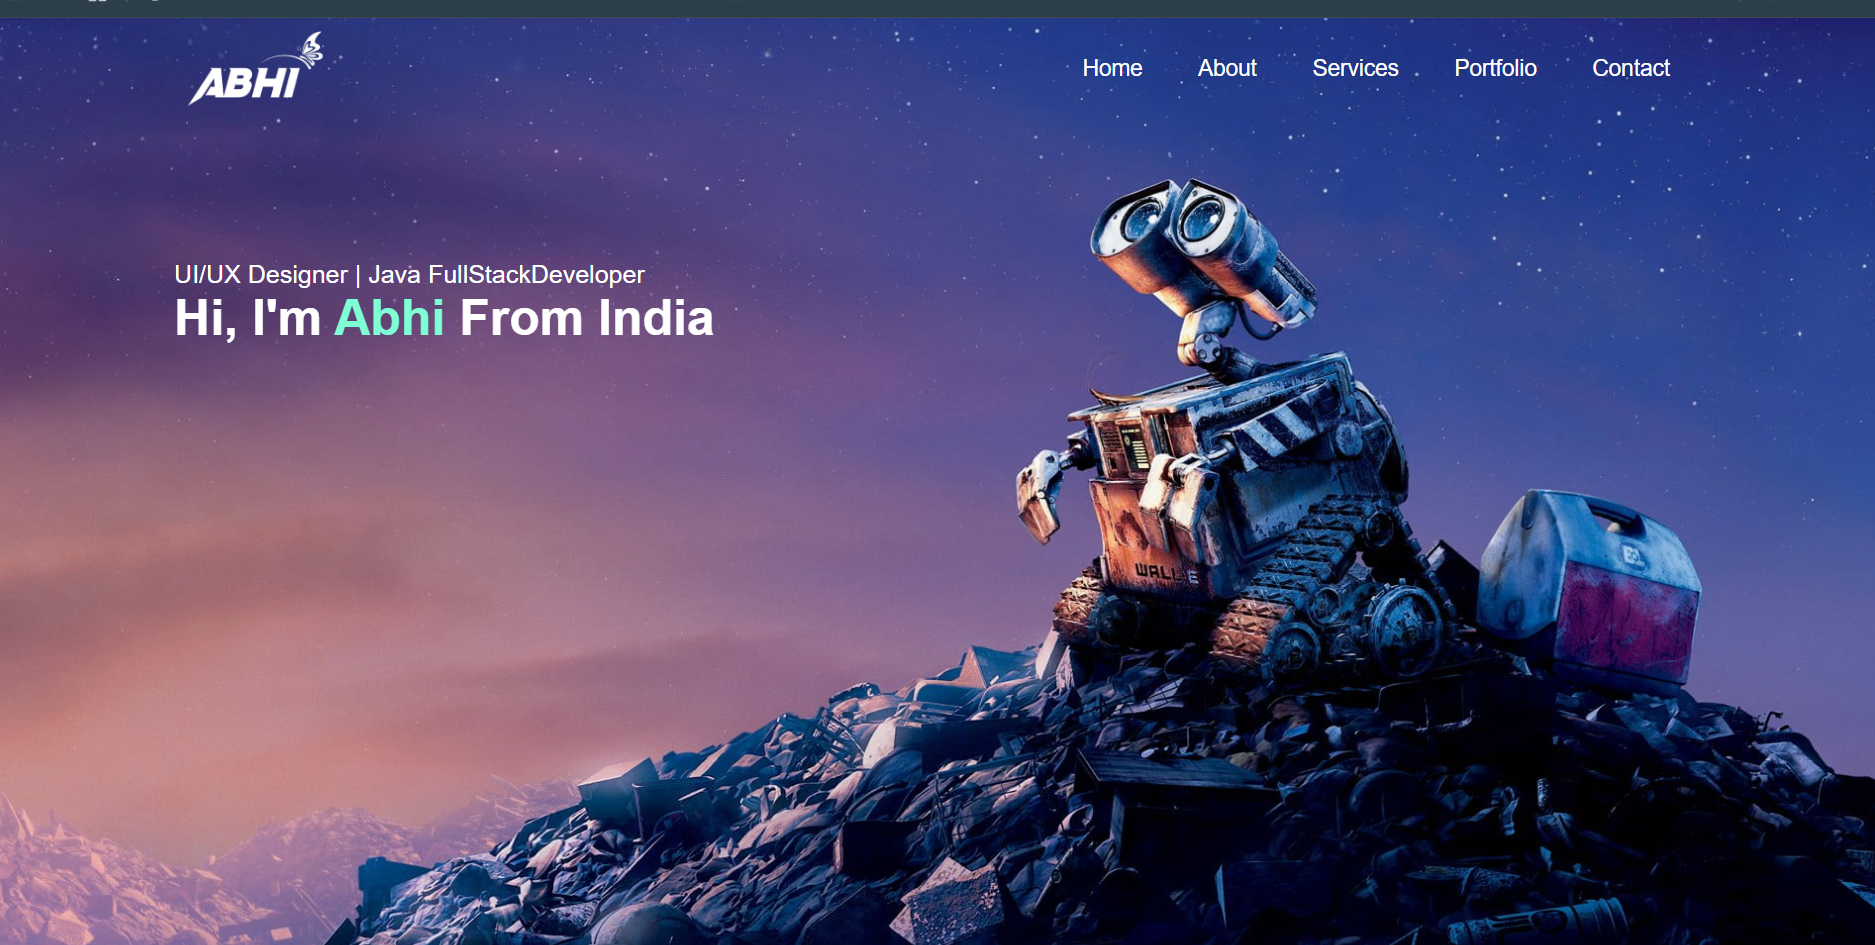 ABHI
Home About Services Portfolio Contact
UI/UX Designer | Java FullStackDeveloper
Hi, I'm Abhi From India
WALL E